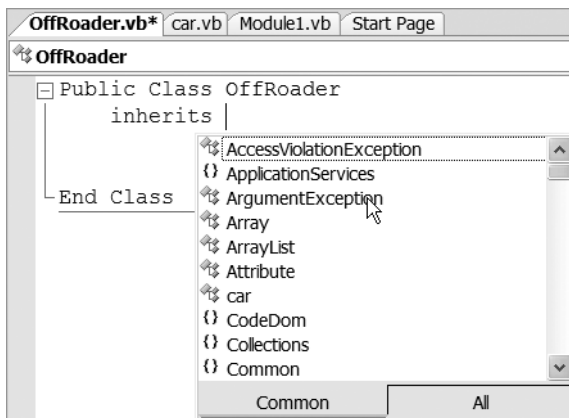 OffRoader.vb* car.vb Module1.vb Start Page
OffRoader
Public Class OffRoader
inherits
AccessViolationException
{} ApplicationServices
ArgumentException
Array
ArrayList
Attribute
car
{} CodeDom
{} Collections
{} Common
End Class
Common All